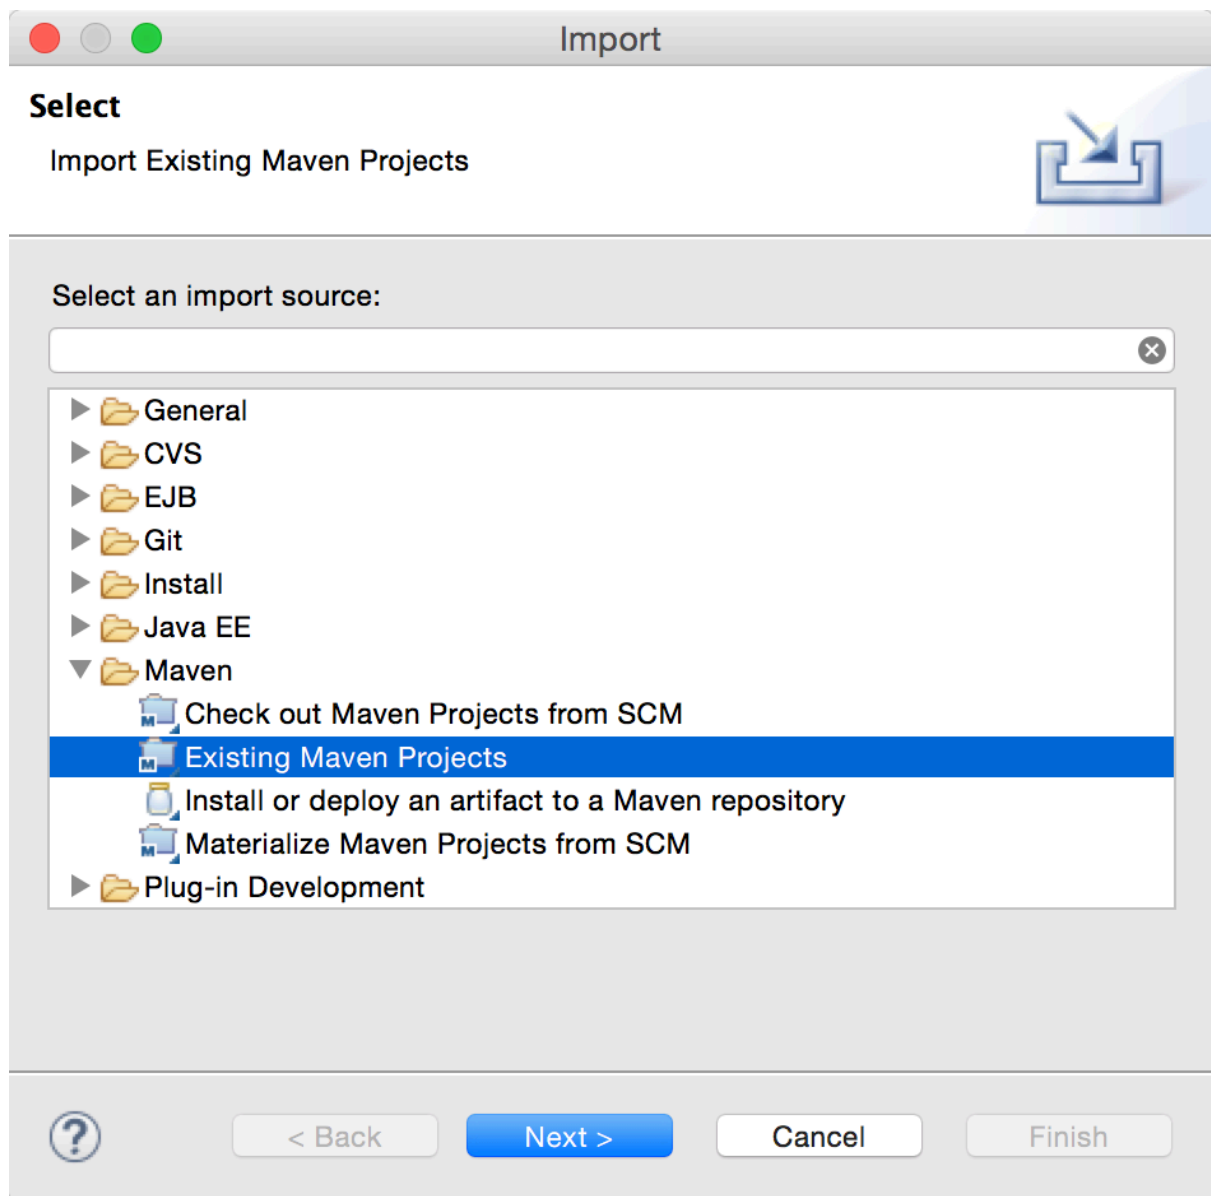 Import
Select
Import Existing Maven Projects
Select an import source:
General
CVS
EJB
Git
Install
Java EE
Maven
Check out Maven Projects from SCM
Existing Maven Projects
Install or deploy an artifact to a Maven repository
Materialize Maven Projects from SCM
Plug-in Development
? < Back Next > Cancel Finish